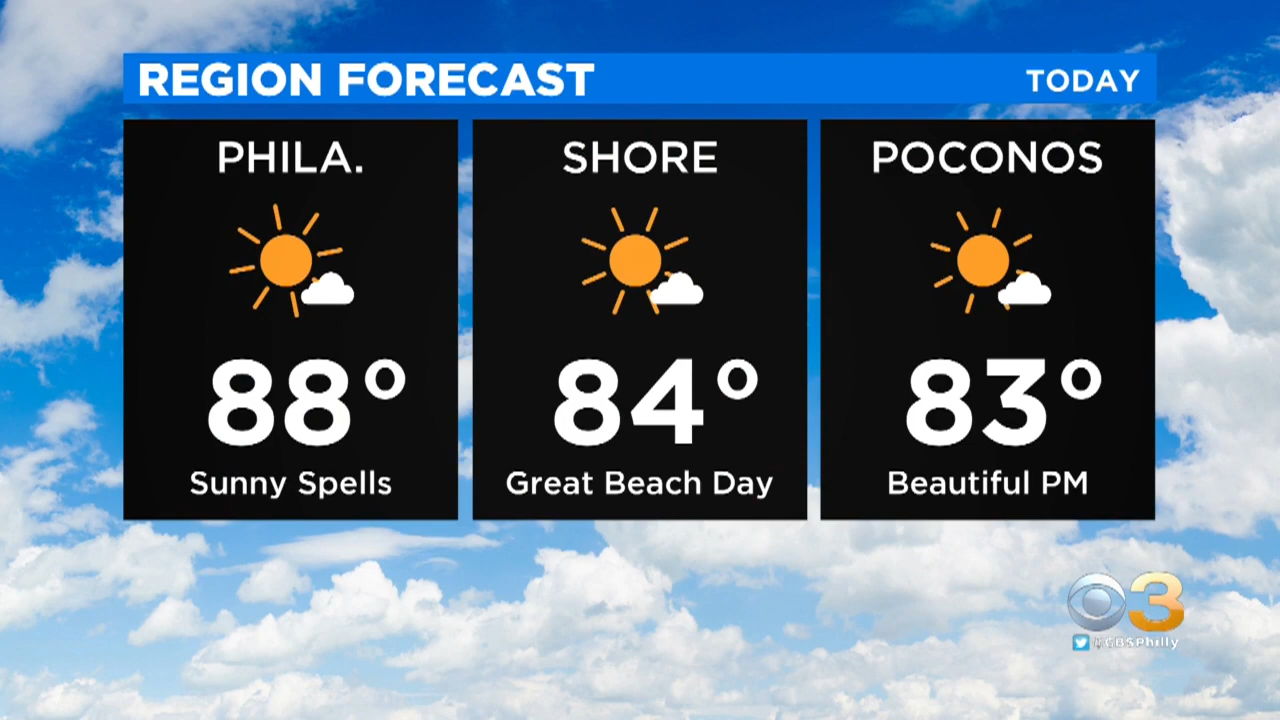 REGION FORECAST
TODAY
PHILA.
88°
Sunny Spells
SHORE
84°
Great Beach Day
POCONOS
83°
Beautiful PM
3
@CBSPhilly